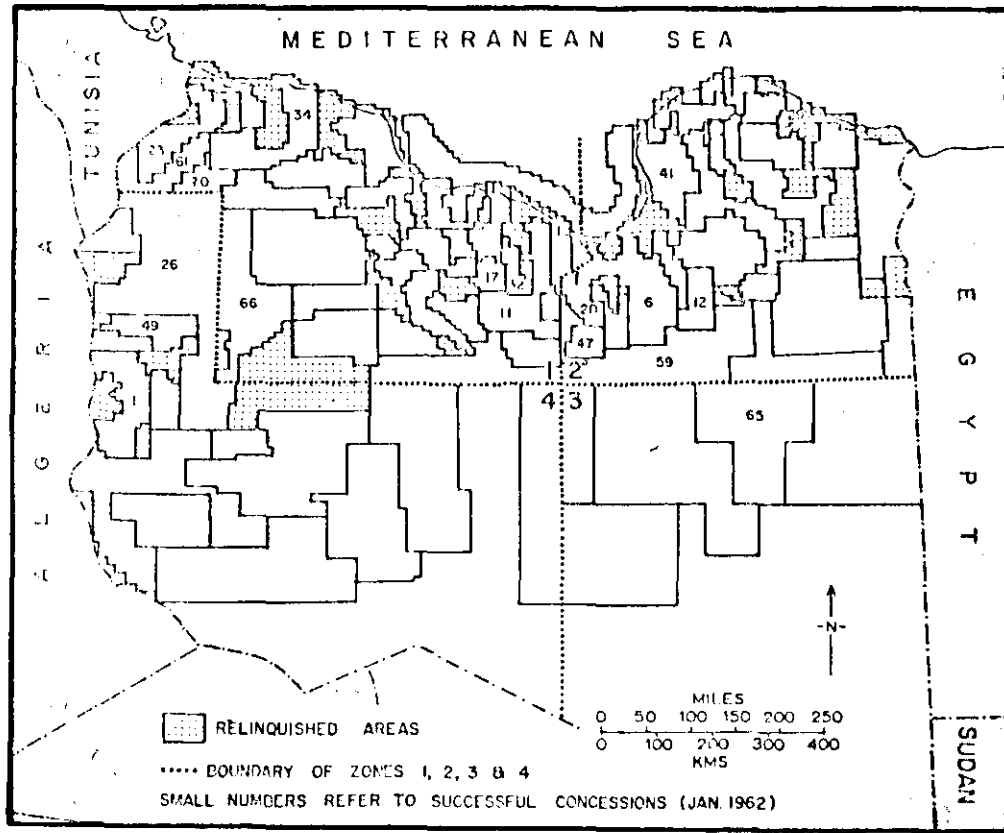 MEDITERRANEAN SEA
TUNISIA
34
23
61
70
41
26
17
32
66
11
20
6
12
49
47
59
1 2
4 3
1
65
ALGERIA
EGYPT
-N-
MILES
0 50 100 150 200 250
0 100 200 300 400
KMS
RELINQUISHED AREAS
BOUNDARY OF ZONES 1, 2, 3 & 4
SMALL NUMBERS REFER TO SUCCESSFUL CONCESSIONS (JAN. 1962)
SUDAN